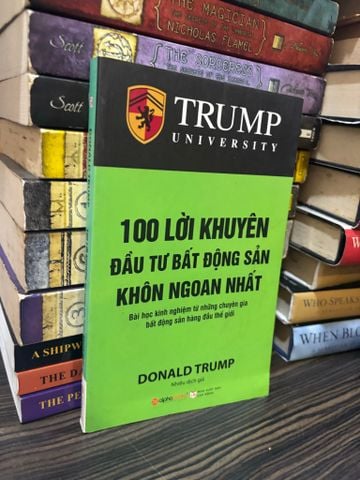 THE MAGICIAN
NICHOLAS FLAMEL
Scott
THE SORCERESS
Scott
TRUMP
UNIVERSITY
100 LỜI KHUYÊN
ĐẦU TƯ BẤT ĐỘNG SẢN
KHÔN NGOAN NHẤT
Bài học kinh nghiệm từ những chuyên gia
bất động sản hàng đầu thế giới
DONALD TRUMP
Nhiều dịch giả
alpha
A SHIPW
THE DA
THE PE
WHO SPEAKS
WHEN BLO